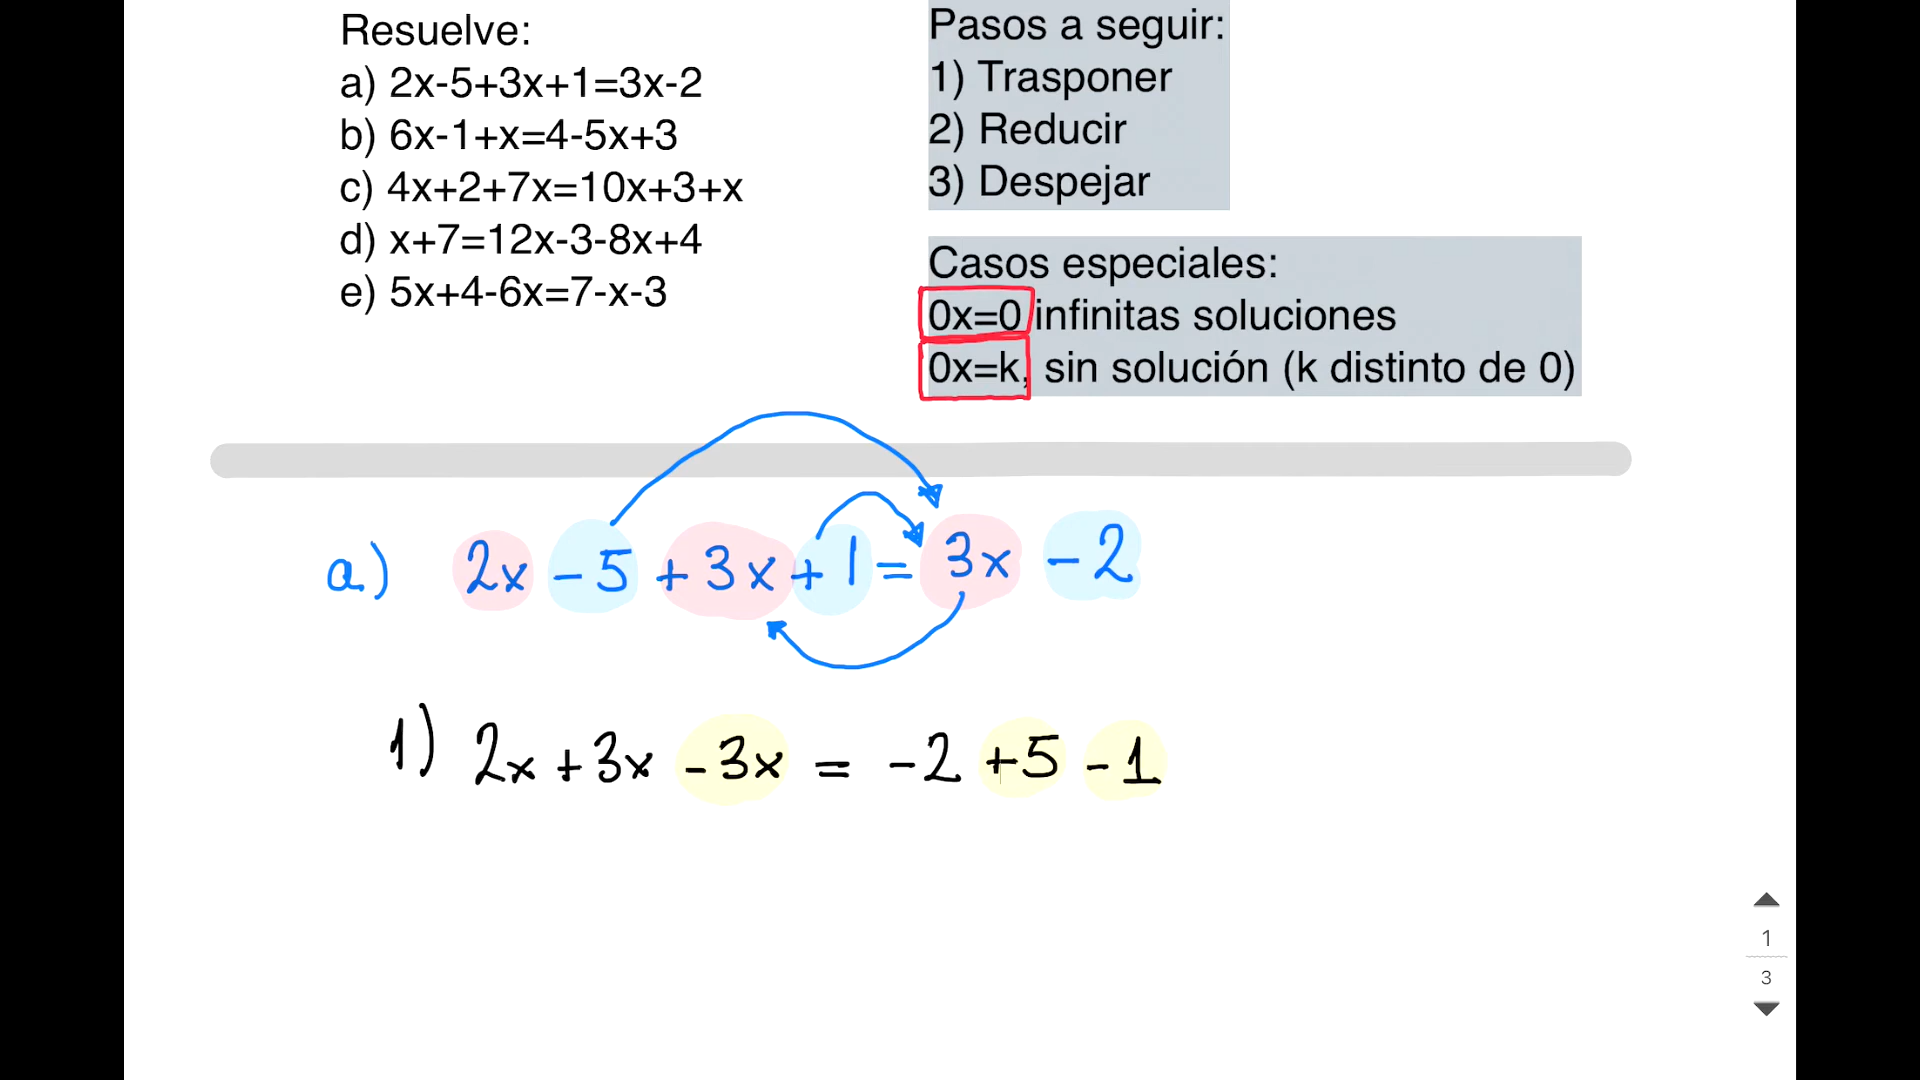 Resuelve:
a) 2x-5+3x+1=3x-2
b) 6x-1+x=4-5x+3
c) 4x+2+7x=10x+3+x
d) x+7=12x-3-8x+4
e) 5x+4-6x=7-x-3
Pasos a seguir:
1) Trasponer
2) Reducir
3) Despejar
Casos especiales:
0x=0 infinitas soluciones
0x=k, sin solución (k distinto de 0)
a) 2x -5 +3x +1 = 3x -2
1) 2x +3x -3x = -2 +5 -1
1
3